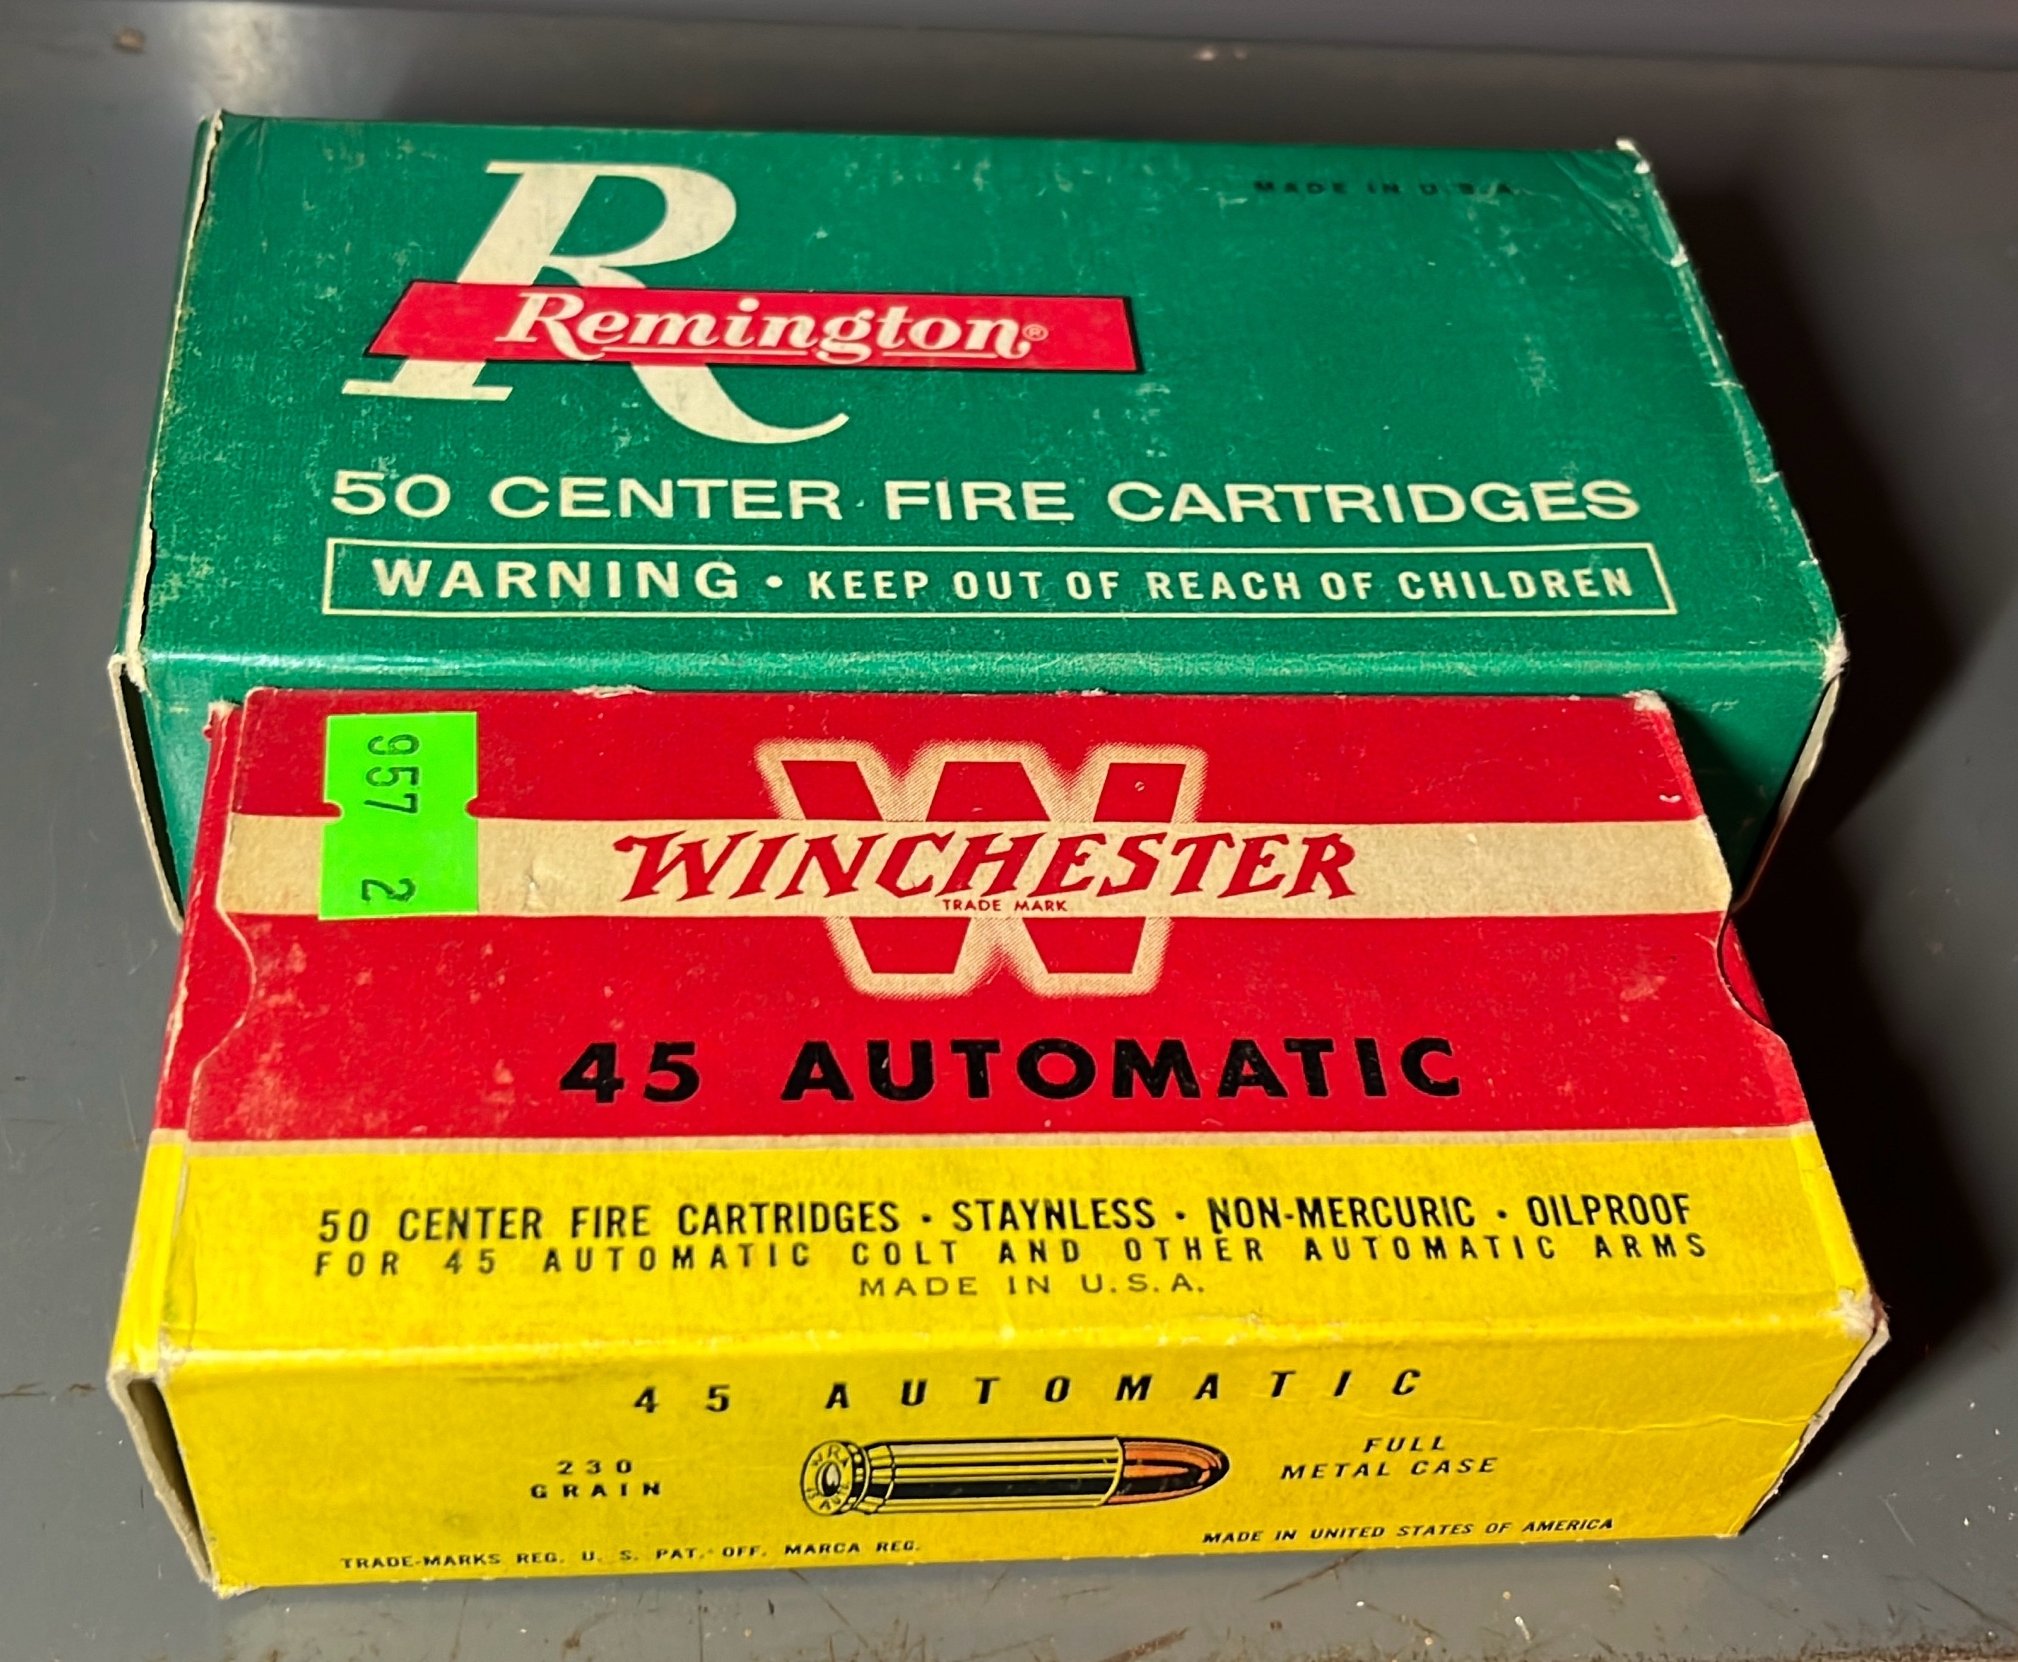 MADE IN U.S.A.
R
Remington®
50 CENTER FIRE CARTRIDGES
WARNING • KEEP OUT OF REACH OF CHILDREN
957
2
W
WINCHESTER
TRADE MARK
45 AUTOMATIC
50 CENTER FIRE CARTRIDGES • STAYNLESS • NON-MERCURIC • OILPROOF
FOR 45 AUTOMATIC COLT AND OTHER AUTOMATIC ARMS
MADE IN U.S.A.
45 AUTOMATIC
230
GRAIN
FULL
METAL CASE
TRADE-MARKS REG. U. S. PAT. OFF. MARCA REG.
MADE IN UNITED STATES OF AMERICA